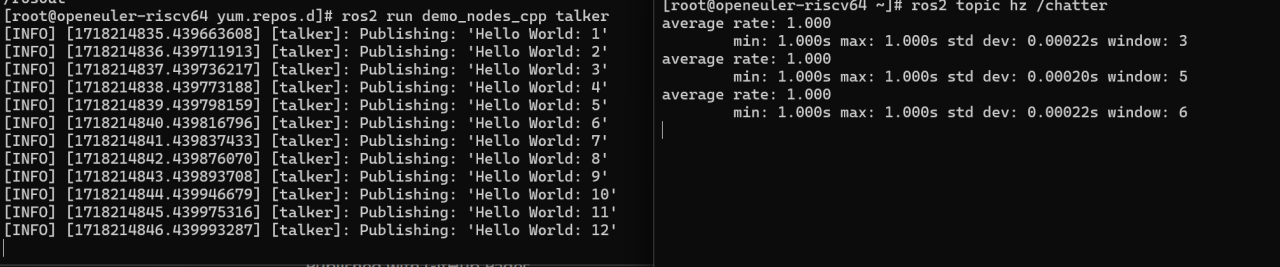 /rosout
[root@openeuler-riscv64 yum.repos.d]# ros2 run demo_nodes_cpp talker
[INFO] [1718214835.439663608] [talker]: Publishing: 'Hello World: 1'
[INFO] [1718214836.439711913] [talker]: Publishing: 'Hello World: 2'
[INFO] [1718214837.439736217] [talker]: Publishing: 'Hello World: 3'
[INFO] [1718214838.439773188] [talker]: Publishing: 'Hello World: 4'
[INFO] [1718214839.439798159] [talker]: Publishing: 'Hello World: 5'
[INFO] [1718214840.439816796] [talker]: Publishing: 'Hello World: 6'
[INFO] [1718214841.439837433] [talker]: Publishing: 'Hello World: 7'
[INFO] [1718214842.439876070] [talker]: Publishing: 'Hello World: 8'
[INFO] [1718214843.439893708] [talker]: Publishing: 'Hello World: 9'
[INFO] [1718214844.439946679] [talker]: Publishing: 'Hello World: 10'
[INFO] [1718214845.439975316] [talker]: Publishing: 'Hello World: 11'
[INFO] [1718214846.439993287] [talker]: Publishing: 'Hello World: 12'
Published with GitHub Pages
[root@openeuler-riscv64 ~]# ros2 topic hz /chatter
average rate: 1.000
min: 1.000s max: 1.000s std dev: 0.00022s window: 3
average rate: 1.000
min: 1.000s max: 1.000s std dev: 0.00020s window: 5
average rate: 1.000
min: 1.000s max: 1.000s std dev: 0.00022s window: 6